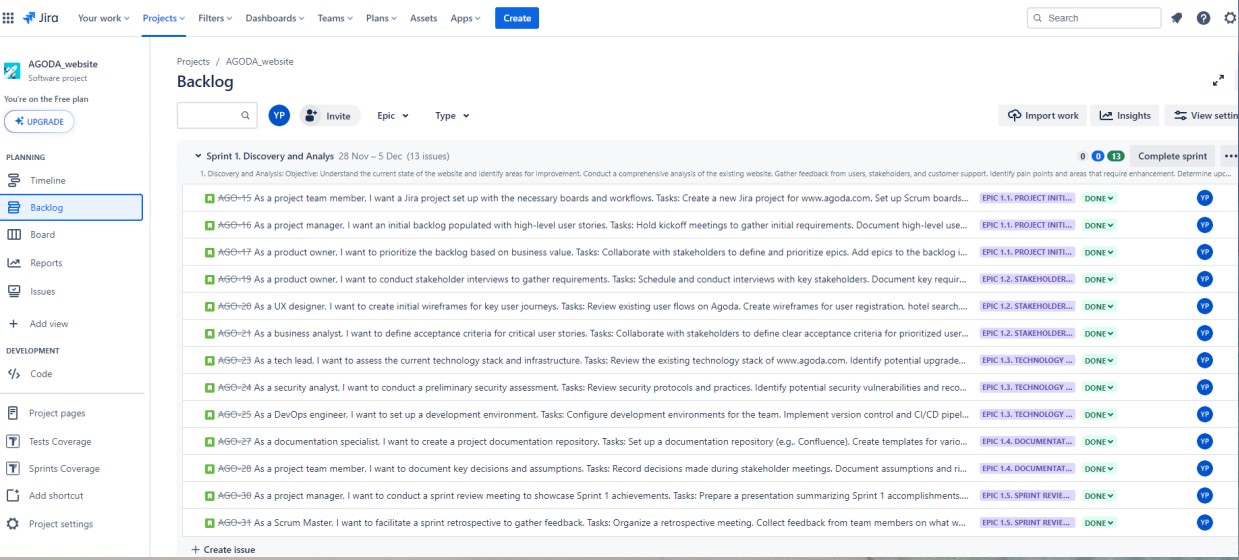 Jira Your work Projects Filters Dashboards Teams Plans Assets Apps Create Search
AGODA_website
Software project
You're on the Free plan
UPGRADE
PLANNING
Timeline
Backlog
Board
Reports
Issues
Add view
DEVELOPMENT
Code
Project pages
Tests Coverage
Sprints Coverage
Add shortcut
Project settings
Projects / AGODA_website
Backlog
YP Invite Epic Type Import work Insights View settin
Sprint 1. Discovery and Analys 28 Nov – 5 Dec (13 issues) 0 0 13 Complete sprint
1. Discovery and Analysis: Objective: Understand the current state of the website and identify areas for improvement. Conduct a comprehensive analysis of the existing website. Gather feedback from users, stakeholders, and customer support. Identify pain points and areas that require enhancement. Determine upc...
AGO-15 As a project team member, I want a Jira project set up with the necessary boards and workflows. Tasks: Create a new Jira project for www.agoda.com. Set up Scrum boards... EPIC 1.1. PROJECT INITI... DONE YP
AGO-16 As a project manager, I want an initial backlog populated with high-level user stories. Tasks: Hold kickoff meetings to gather initial requirements. Document high-level use... EPIC 1.1. PROJECT INITI... DONE YP
AGO-17 As a product owner, I want to prioritize the backlog based on business value. Tasks: Collaborate with stakeholders to define and prioritize epics. Add epics to the backlog i... EPIC 1.1. PROJECT INITI... DONE YP
AGO-19 As a product owner, I want to conduct stakeholder interviews to gather requirements. Tasks: Schedule and conduct interviews with key stakeholders. Document key requir... EPIC 1.2. STAKEHOLDER... DONE YP
AGO-20 As a UX designer, I want to create initial wireframes for key user journeys. Tasks: Review existing user flows on Agoda. Create wireframes for user registration, hotel search,... EPIC 1.2. STAKEHOLDER... DONE YP
AGO-21 As a business analyst, I want to define acceptance criteria for critical user stories. Tasks: Collaborate with stakeholders to define clear acceptance criteria for prioritized user... EPIC 1.2. STAKEHOLDER... DONE YP
AGO-23 As a tech lead, I want to assess the current technology stack and infrastructure. Tasks: Review the existing technology stack of www.agoda.com. Identify potential upgrade... EPIC 1.3. TECHNOLOGY ... DONE YP
AGO-24 As a security analyst, I want to conduct a preliminary security assessment. Tasks: Review security protocols and practices. Identify potential security vulnerabilities and reco... EPIC 1.3. TECHNOLOGY ... DONE YP
AGO-25 As a DevOps engineer, I want to set up a development environment. Tasks: Configure development environments for the team. Implement version control and CI/CD pipel... EPIC 1.3. TECHNOLOGY ... DONE YP
AGO-27 As a documentation specialist, I want to create a project documentation repository. Tasks: Set up a documentation repository (e.g., Confluence). Create templates for vario... EPIC 1.4. DOCUMENTAT... DONE YP
AGO-28 As a project team member, I want to document key decisions and assumptions. Tasks: Record decisions made during stakeholder meetings. Document assumptions and ri... EPIC 1.4. DOCUMENTAT... DONE YP
AGO-30 As a project manager, I want to conduct a sprint review meeting to showcase Sprint 1 achievements. Tasks: Prepare a presentation summarizing Sprint 1 accomplishments.... EPIC 1.5. SPRINT REVIE... DONE YP
AGO-31 As a Scrum Master, I want to facilitate a sprint retrospective to gather feedback. Tasks: Organize a retrospective meeting. Collect feedback from team members on what w... EPIC 1.5. SPRINT REVIE... DONE YP
+ Create issue